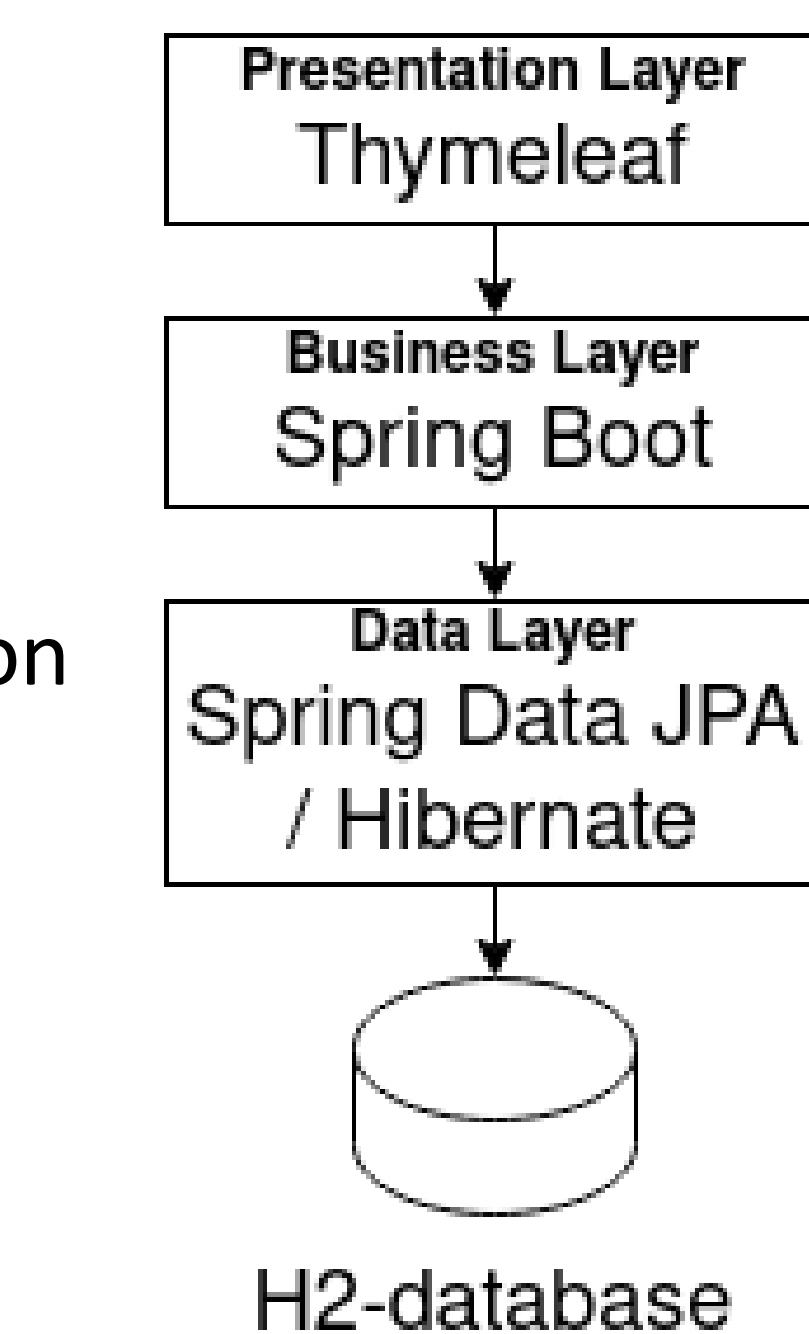 Presentation Layer
Thymeleaf
Business Layer
Spring Boot
Data Layer
on
Spring Data JPA
/ Hibernate
H2-database